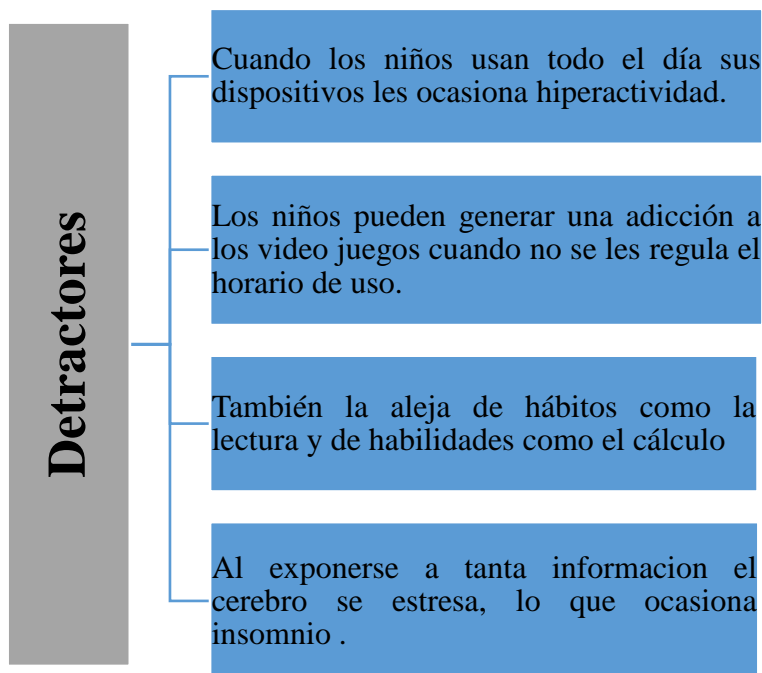 Detractores
Cuando los niños usan todo el día sus
dispositivos les ocasiona hiperactividad.
Los niños pueden generar una adicción a
los video juegos cuando no se les regula el
horario de uso.
También la aleja de hábitos como la
lectura y de habilidades como el cálculo
Al exponerse a tanta informacion el
cerebro se estresa, lo que ocasiona
insomnio .